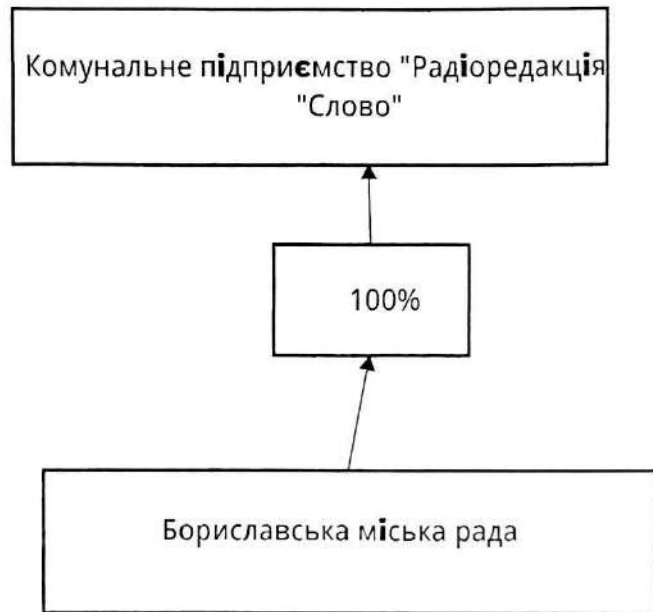 Комунальне підприємство "Радіоредакція
"Слово"
100%
Бориславська міська рада